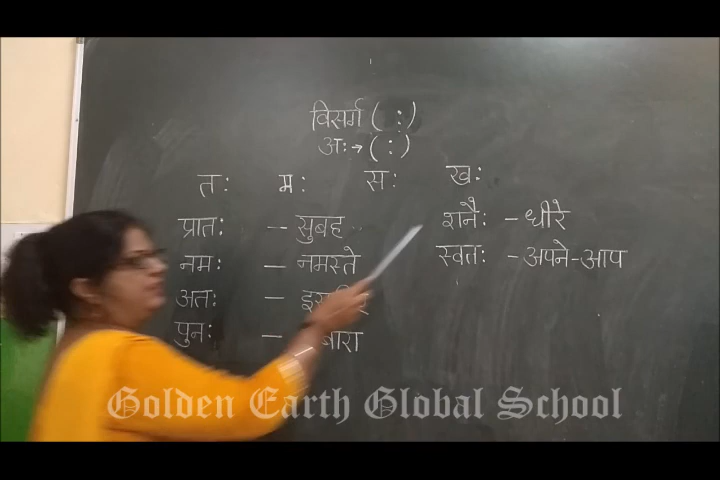 विसर्ग ( : )
अः→( : )
तः मः सः खः
प्रातः – सुबह
नमः – नमस्ते
अतः –
पुनः –
शनैः – धीरे
स्वतः – अपने-आप
Golden Earth Global School